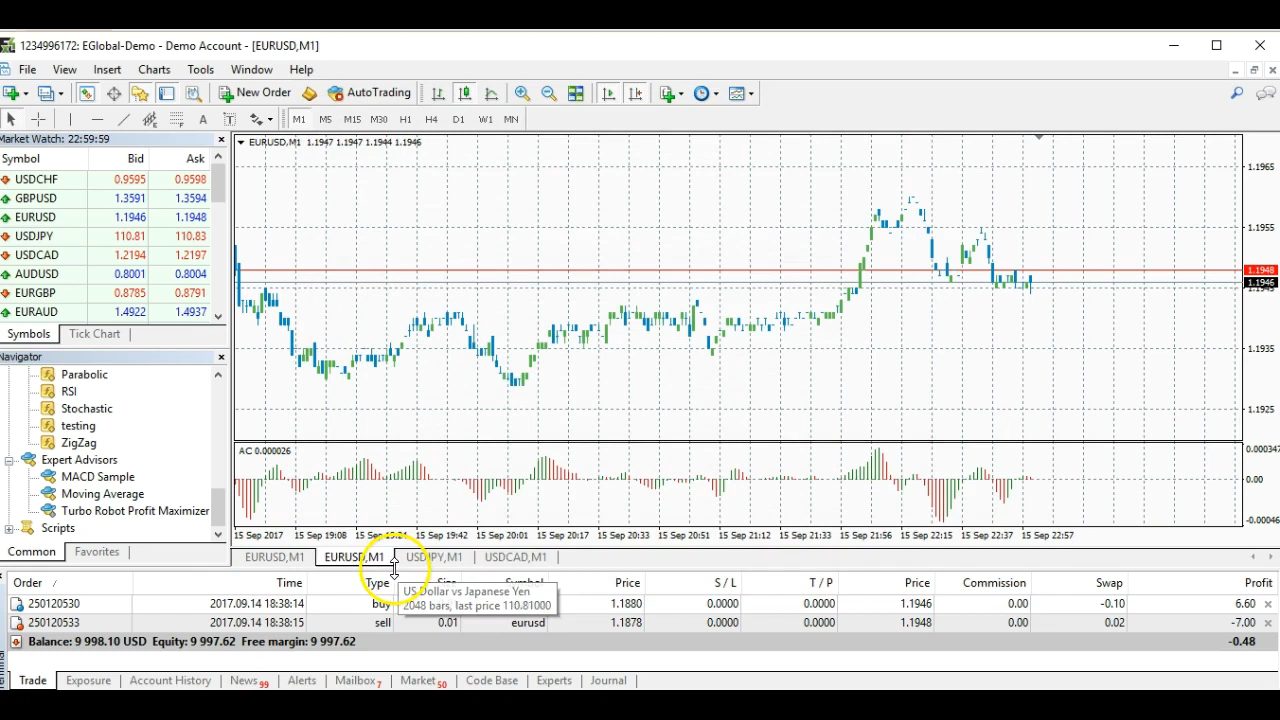 1234996172: EGlobal-Demo - Demo Account - [EURUSD,M1]
File View Insert Charts Tools Window Help
New Order AutoTrading
A T M1 M5 M15 M30 H1 H4 D1 W1 MN
Market Watch: 22:59:59
Symbol Bid Ask
USDCHF 0.9595 0.9598
GBPUSD 1.3591 1.3594
EURUSD 1.1946 1.1948
USDJPY 110.81 110.83
USDCAD 1.2194 1.2197
AUDUSD 0.8001 0.8004
EURGBP 0.8785 0.8791
EURAUD 1.4922 1.4937
Symbols Tick Chart
Navigator
Parabolic
RSI
Stochastic
testing
ZigZag
Expert Advisors
MACD Sample
Moving Average
Turbo Robot Profit Maximizer
Scripts
Common Favorites
EURUSD,M1 1.1947 1.1947 1.1944 1.1946
1.1965
1.1955
1.1948
1.1946
1.1945
1.1935
1.1925
AC 0.000026
0.000347
0.00
-0.00046
15 Sep 2017 15 Sep 19:08 15 Sep 19:24 15 Sep 19:42 15 Sep 20:01 15 Sep 20:17 15 Sep 20:33 15 Sep 20:51 15 Sep 21:12 15 Sep 21:33 15 Sep 21:56 15 Sep 22:15 15 Sep 22:37 15 Sep 22:57
EURUSD,M1 EURUSD,M1 USDJPY,M1 USDCAD,M1
Order Time Type Size Symbol Price S / L T / P Price Commission Swap Profit
US Dollar vs Japanese Yen
2048 bars, last price 110.81000
250120530 2017.09.14 18:38:14 buy 1.1880 0.0000 0.0000 1.1946 0.00 -0.10 6.60
250120533 2017.09.14 18:38:15 sell 0.01 eurusd 1.1878 0.0000 0.0000 1.1948 0.00 0.02 -7.00
Balance: 9 998.10 USD Equity: 9 997.62 Free margin: 9 997.62 -0.48
Trade Exposure Account History News 99 Alerts Mailbox 7 Market 50 Code Base Experts Journal